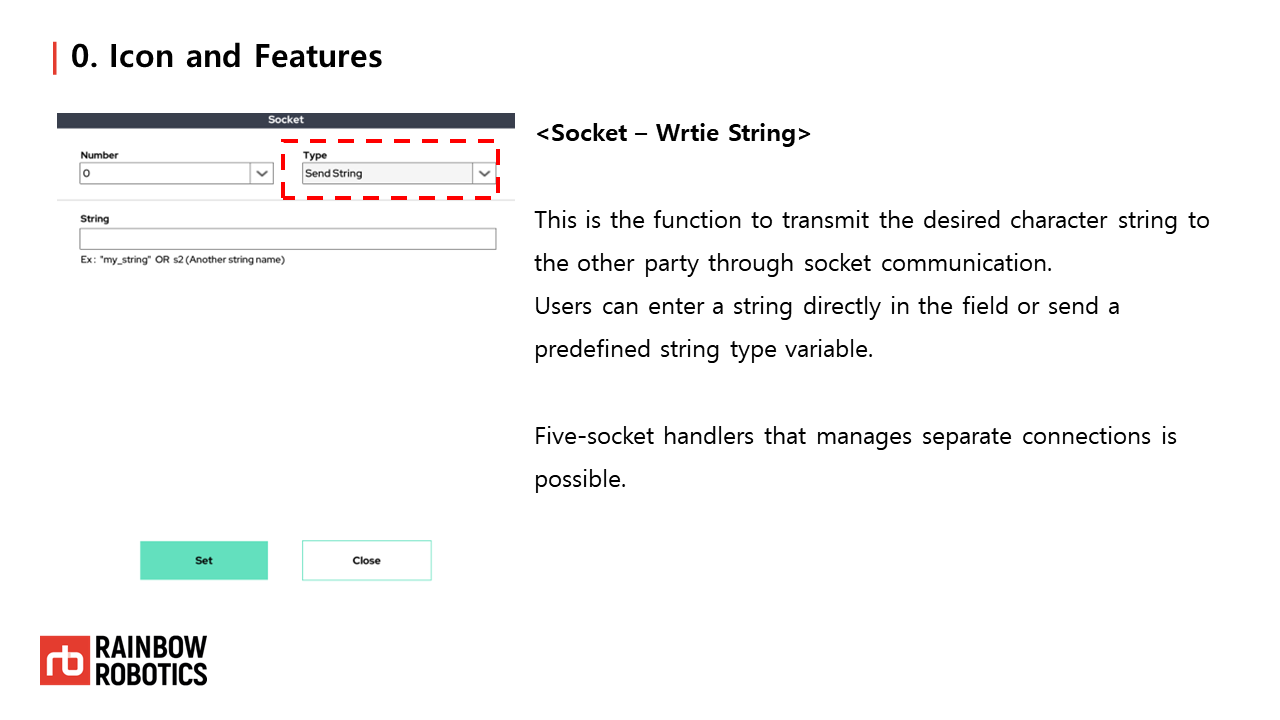 0. Icon and Features
Socket
Number
Type
0
Send String
String
Ex : "my_string" OR s2 (Another string name)
Set
Close
<Socket – Wrtie String>
This is the function to transmit the desired character string to
the other party through socket communication.
Users can enter a string directly in the field or send a
predefined string type variable.
Five-socket handlers that manages separate connections is
possible.
rb
RAINBOW
ROBOTICS